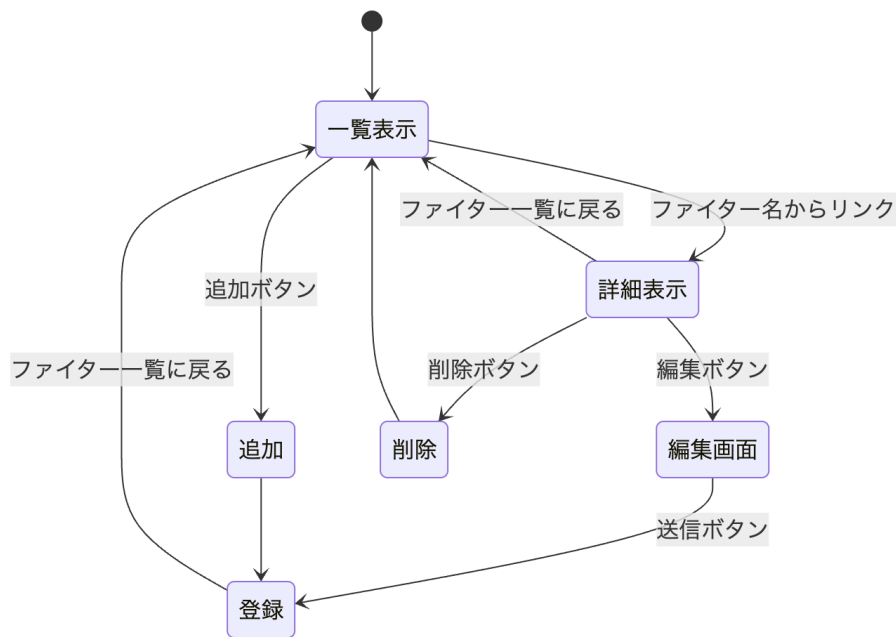 一覧表示
ファイター一覧に戻る
ファイター名からリンク
追加ボタン
詳細表示
ファイター一覧に戻る
削除ボタン
編集ボタン
追加
削除
編集画面
送信ボタン
登録